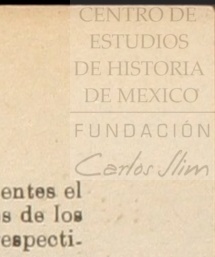 CENTRO DE
ESTUDIOS
DE HISTORIA
DE MEXICO
FUNDACIÓN
Carlos Slim
entes el
s de los
especti-